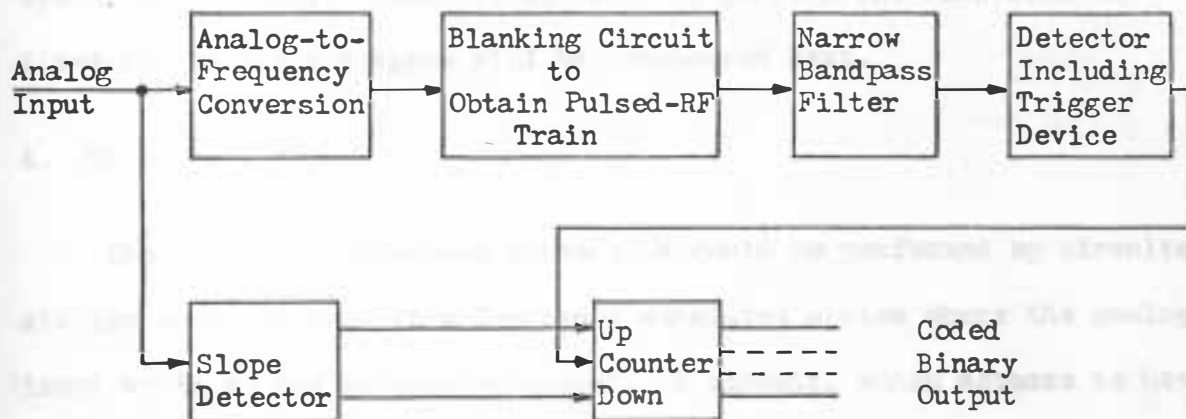 Analog
Input
Analog-to-
Frequency
Conversion
Blanking Circuit
to
Obtain Pulsed-RF
Train
Narrow
Bandpass
Filter
Detector
Including
Trigger
Device
Slope
Detector
Up
Counter
Down
Coded
Binary
Output